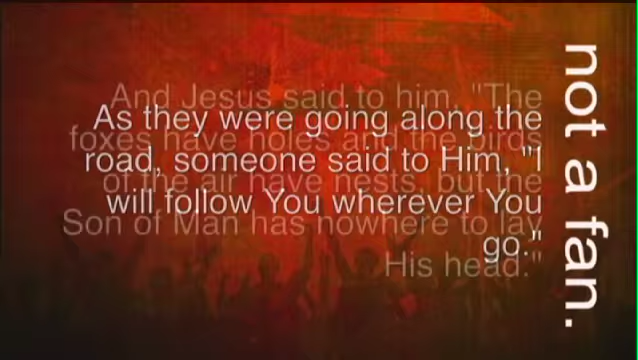 As they were going along the
road, someone said to Him, "I
will follow You wherever You
go."
And Jesus said to him, "The
foxes have holes and the birds
of the air have nests, but the
Son of Man has nowhere to lay
His head."
not a fan.